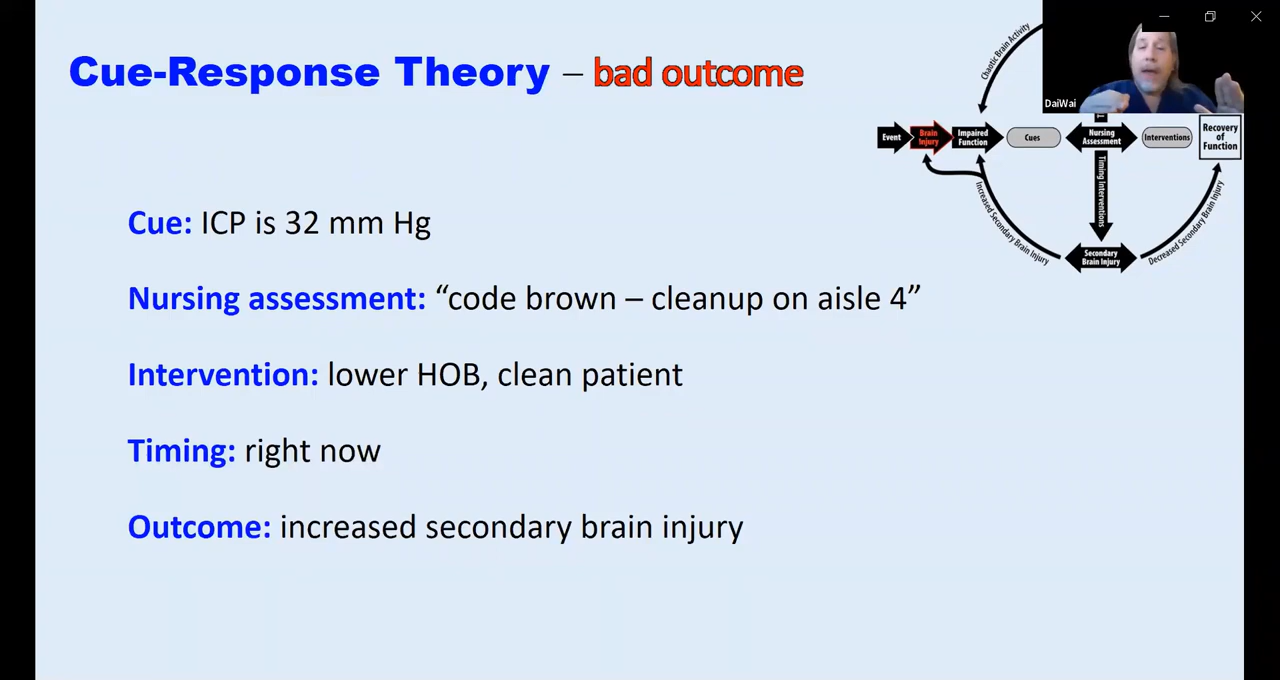 Cue-Response Theory – bad outcome
Cue: ICP is 32 mm Hg
Nursing assessment: “code brown – cleanup on aisle 4”
Intervention: lower HOB, clean patient
Timing: right now
Outcome: increased secondary brain injury
Chaotic Brain Activity
DaiWai
Event
Brain
Injury
Impaired
Function
Cues
Nursing
Assessment
Interventions
Recovery
of
Function
Timing Interventions
Increased Secondary Brain Injury
Secondary
Brain Injury
Decreased Secondary Brain Injury